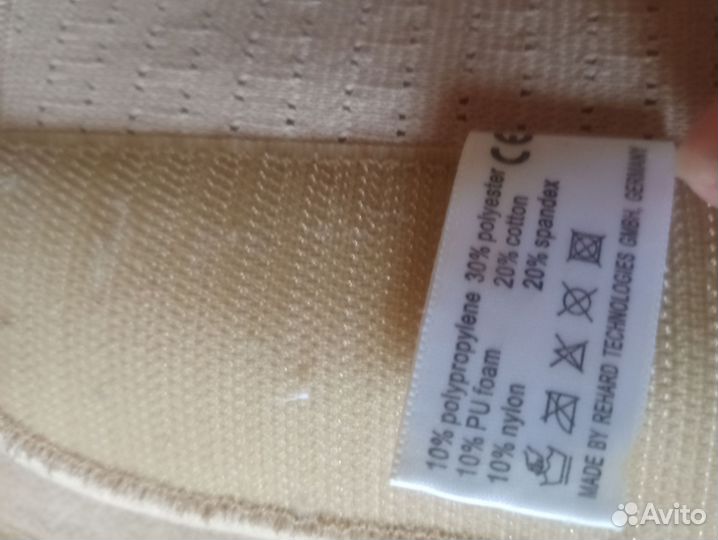 10% polypropylene 30% polyester CE
10% PU foam 20% cotton
10% nylon 20% spandex
MADE BY REHARD TECHNOLOGIES GMBH, GERMANY
Avito